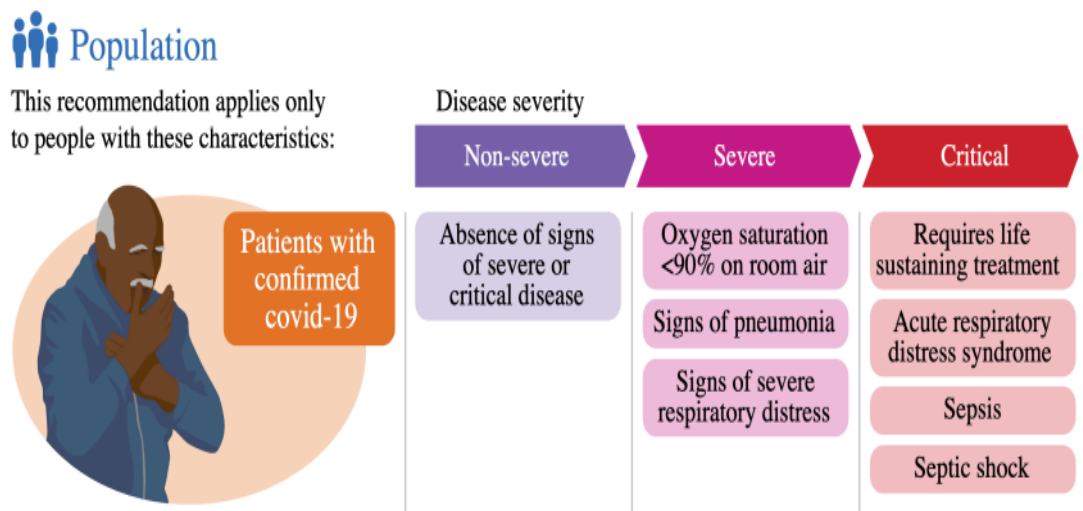 Population
This recommendation applies only
to people with these characteristics:
Patients with
confirmed
covid-19
Disease severity
Non-severe
Absence of signs
of severe or
critical disease
Severe
Oxygen saturation
<90% on room air
Signs of pneumonia
Signs of severe
respiratory distress
Critical
Requires life
sustaining treatment
Acute respiratory
distress syndrome
Sepsis
Septic shock